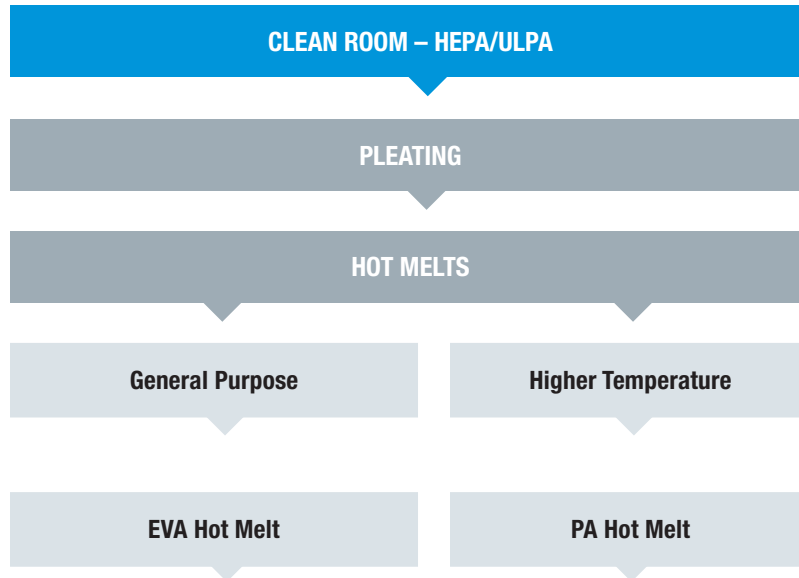 CLEAN ROOM – HEPA/ULPA
PLEATING
HOT MELTS
General Purpose
Higher Temperature
EVA Hot Melt
PA Hot Melt